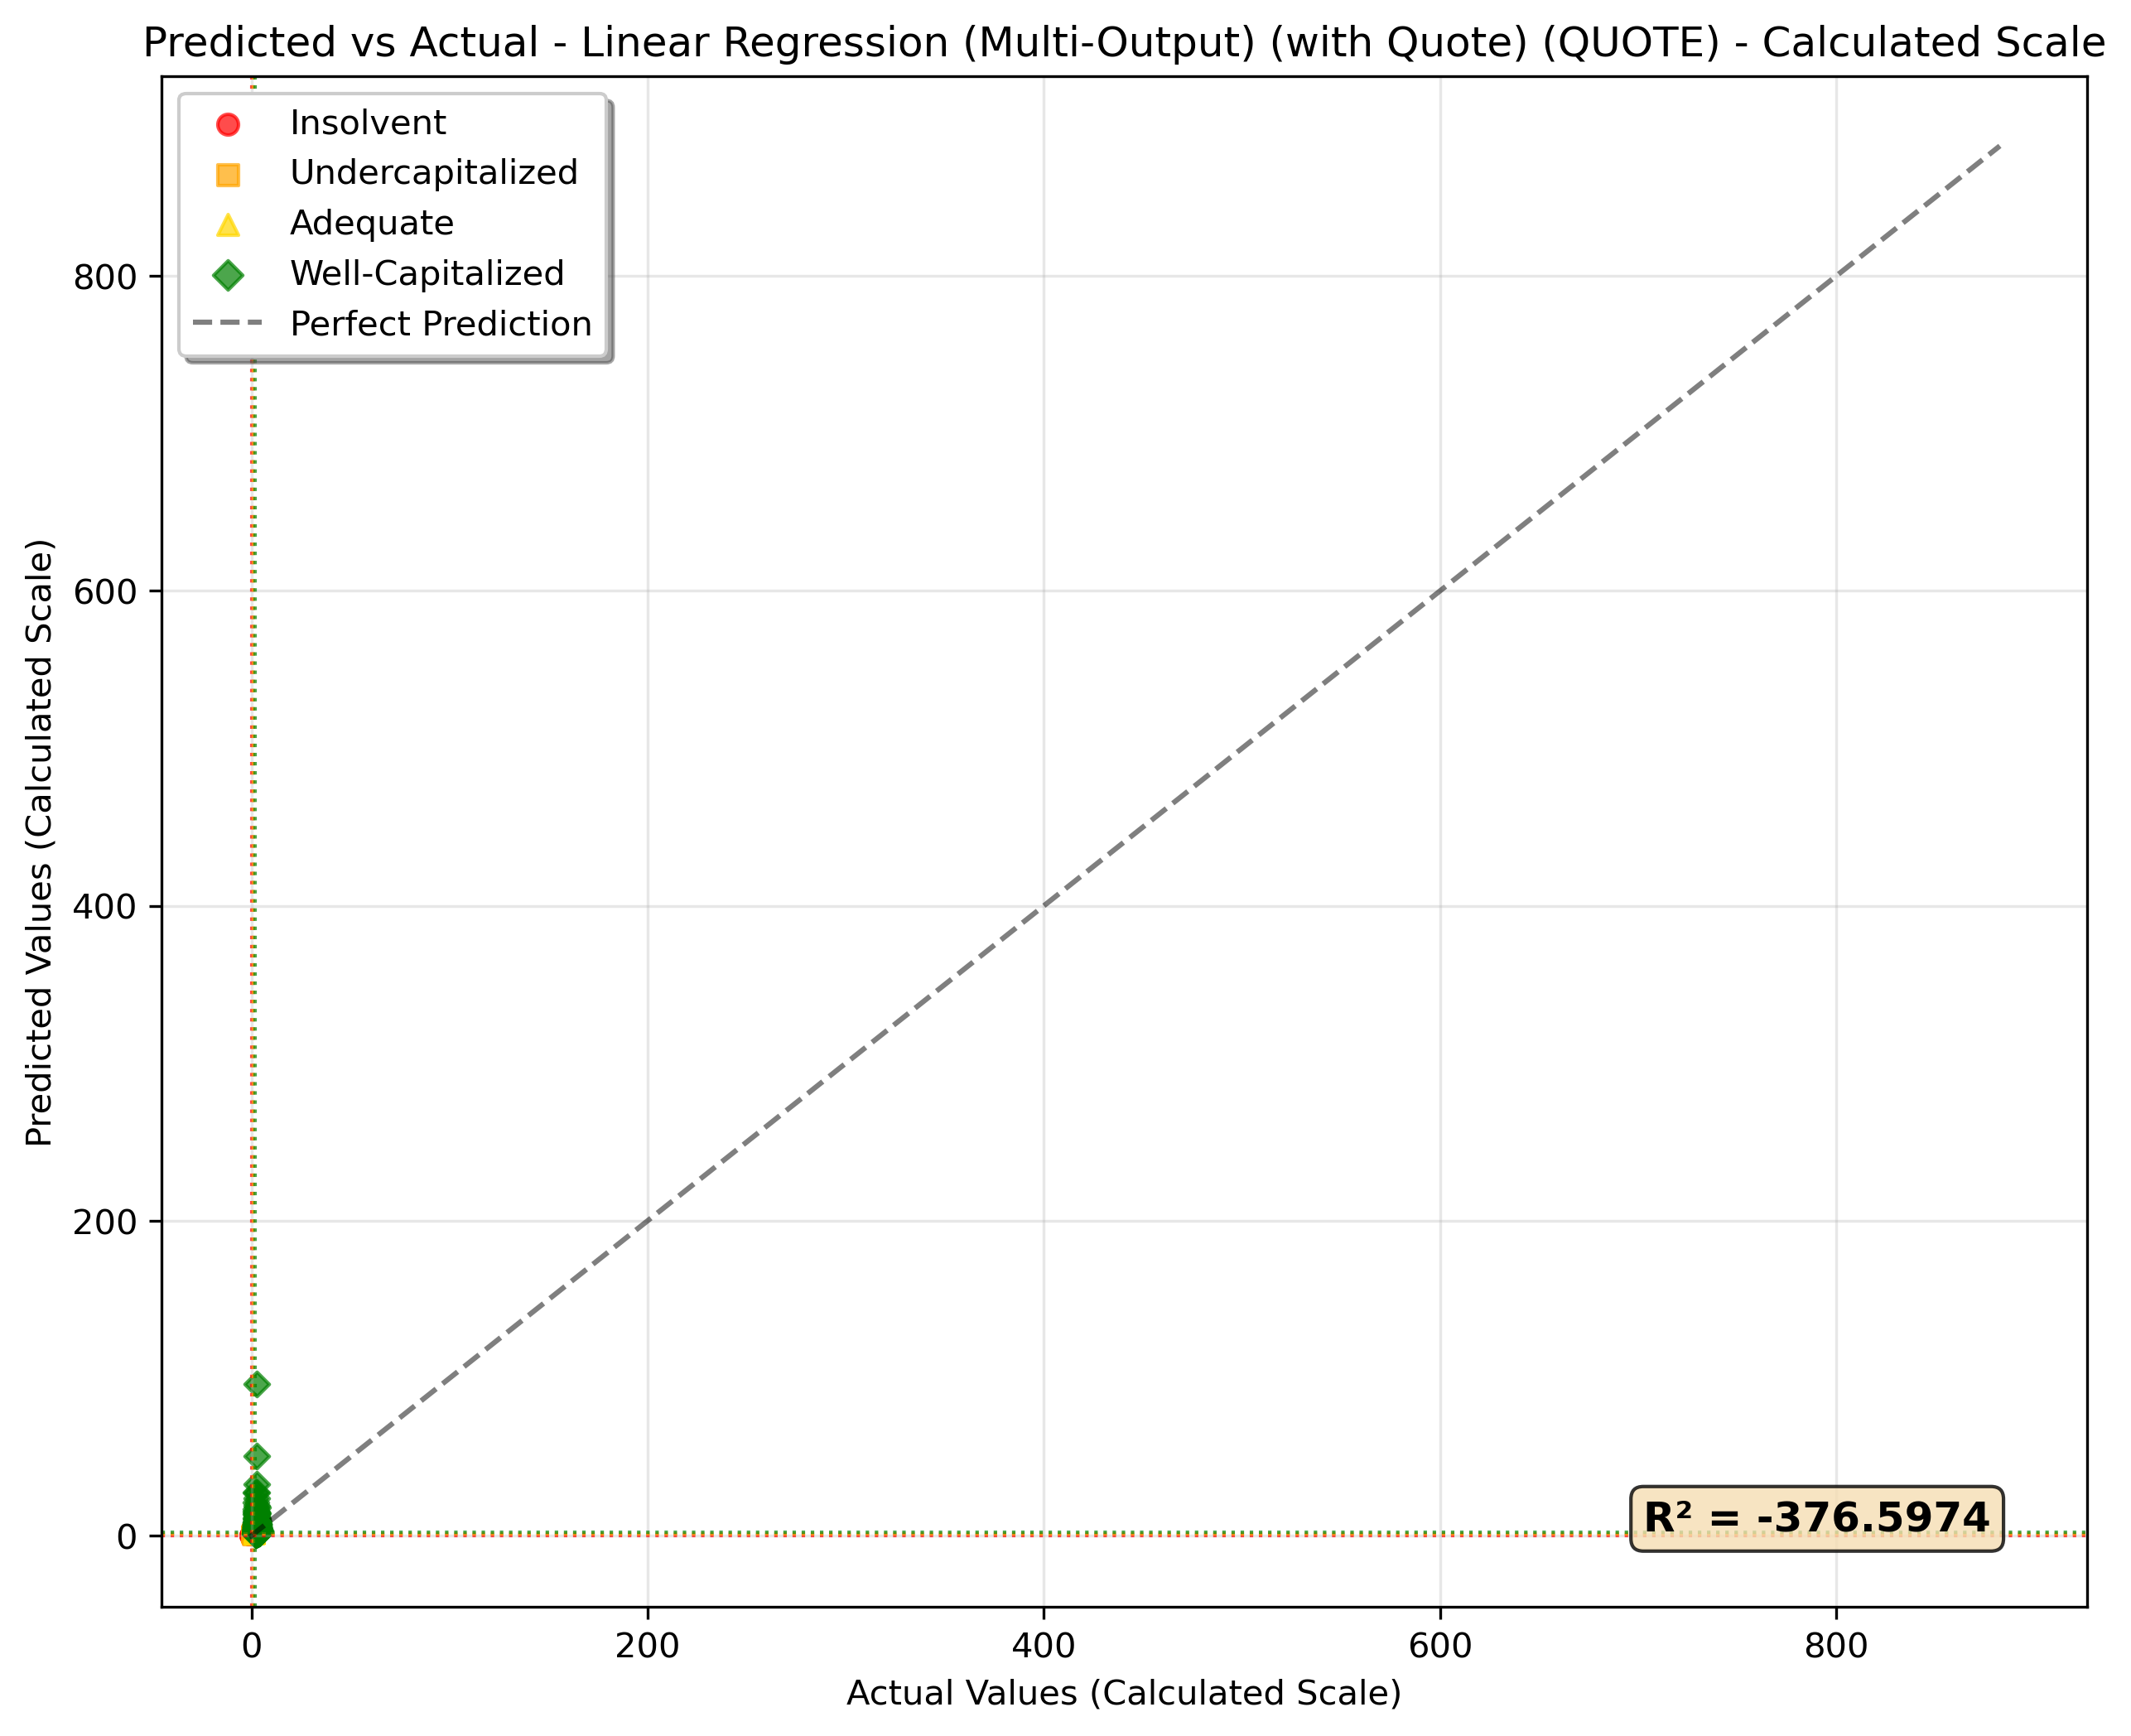 Predicted vs Actual - Linear Regression (Multi-Output) (with Quote) (QUOTE) - Calculated Scale
Insolvent
Undercapitalized
Adequate
Well-Capitalized
Perfect Prediction
800
600
400
200
0
Predicted Values (Calculated Scale)
R² = -376.5974
0 200 400 600 800
Actual Values (Calculated Scale)